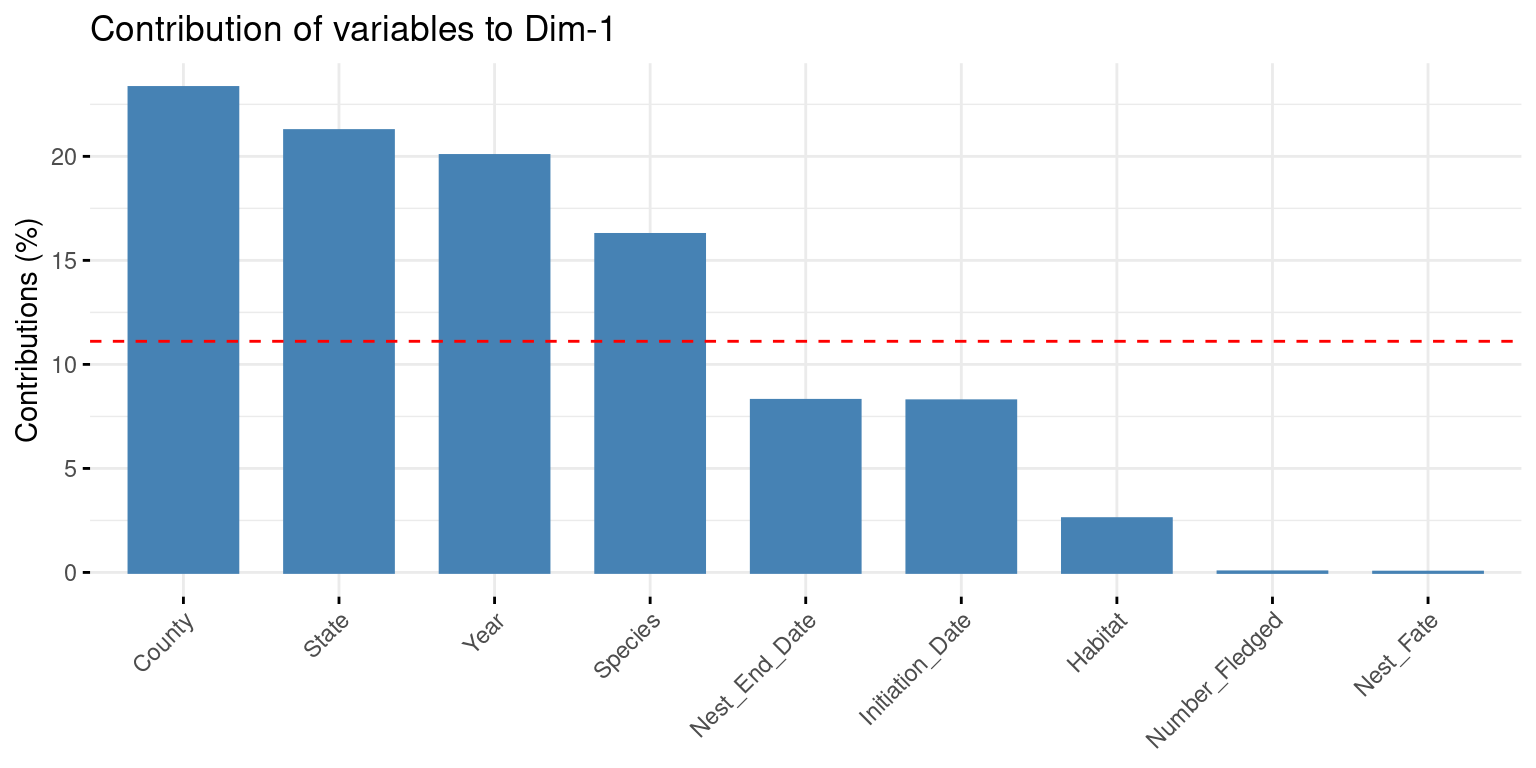 Contribution of variables to Dim-1
Contributions (%)
20
15
10
5
0
County
State
Year
Species
Nest_End_Date
Initiation_Date
Habitat
Number_Fledged
Nest_Fate